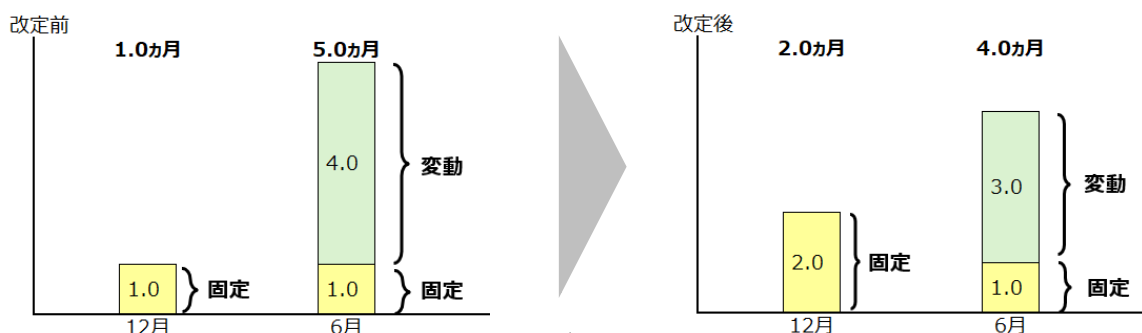 改定前
1.0ヵ月 5.0ヵ月
4.0
変動
1.0 固定 1.0 固定
12月 6月
改定後
2.0ヵ月 4.0ヵ月
3.0 変動
2.0 固定
1.0 固定
12月 6月